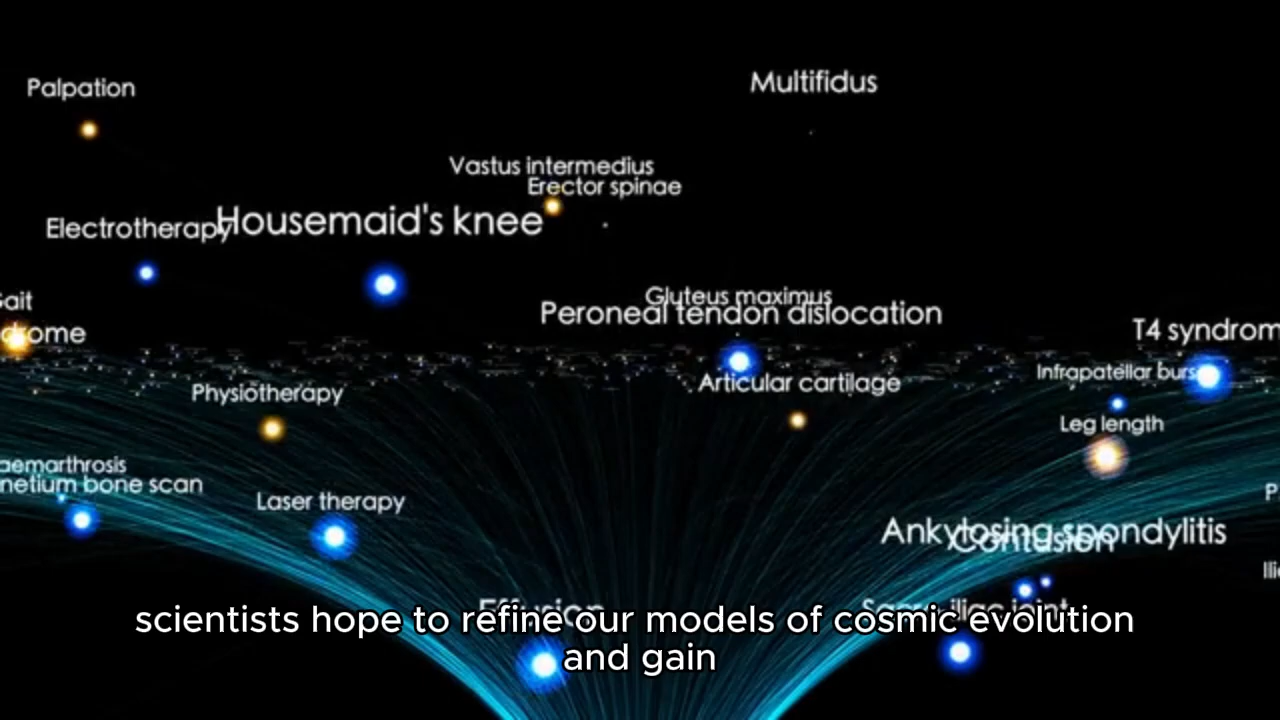 Multifidus
Palpation
Vastus intermedius
Erector spinae
Housemaid's knee
Electrotherapy
Gluteus maximus
Peroneal tendon dislocation
T4 syndrom
drome
Infrapatellar burs
Articular cartilage
Physiotherapy
Leg length
aemarthrosis
netium bone scan
Laser therapy
Ankylosing spondylitis
Contusion
Effusion
scientists hope to refine our models of cosmic evolution
and gain